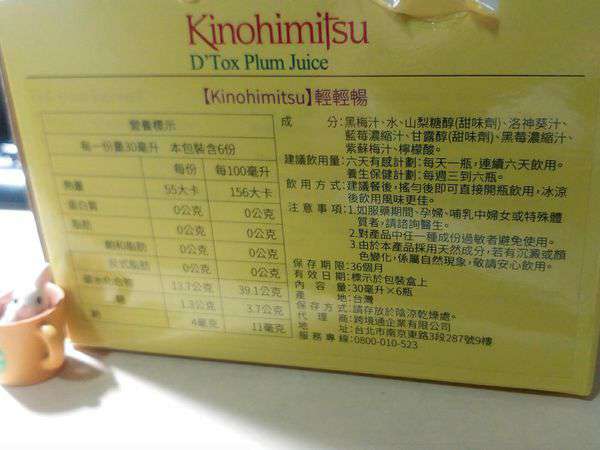 Kinohimitsu
D'Tox Plum Juice
【Kinohimitsu】輕輕暢
營養標示
每一份量30毫升 本包裝含6份
每份 每100毫升
熱量 55大卡 156大卡
蛋白質 0公克 0公克
脂肪 0公克 0公克
飽和脂肪 0公克 0公克
反式脂肪 0公克 0公克
碳水化合物 13.7公克 39.1公克
糖 1.3公克 3.7公克
鈉 4毫克 11毫克
成分:黑梅汁、水、山梨糖醇(甜味劑)、洛神葵汁、
藍莓濃縮汁、甘露醇(甜味劑)、黑莓濃縮汁、
紫蘇梅汁、檸檬酸。
建議飲用量:六天有感計劃:每天一瓶,連續六天飲用。
養生保健計劃:每週三到六瓶。
飲用方式:建議餐後,搖勻後即可直接開瓶飲用,冰涼
後飲用風味更佳。
注意事項:1.如服藥期間、孕婦、哺乳中婦女或特殊體
質者,請諮詢醫生。
2.對產品中任一種成份過敏者避免使用。
3.由於本產品採用天然成分,若有沉澱或顏
色變化,係屬自然現象,敬請安心飲用。
保存期限:36個月
有效日期:標示於包裝盒上
內容量:30毫升×6瓶
產地:台灣
保存方式:請存放於陰涼乾燥處。
代理商:跨境通企業有限公司
地址:台北市南京東路3段287號9樓
服務專線:0800-010-523